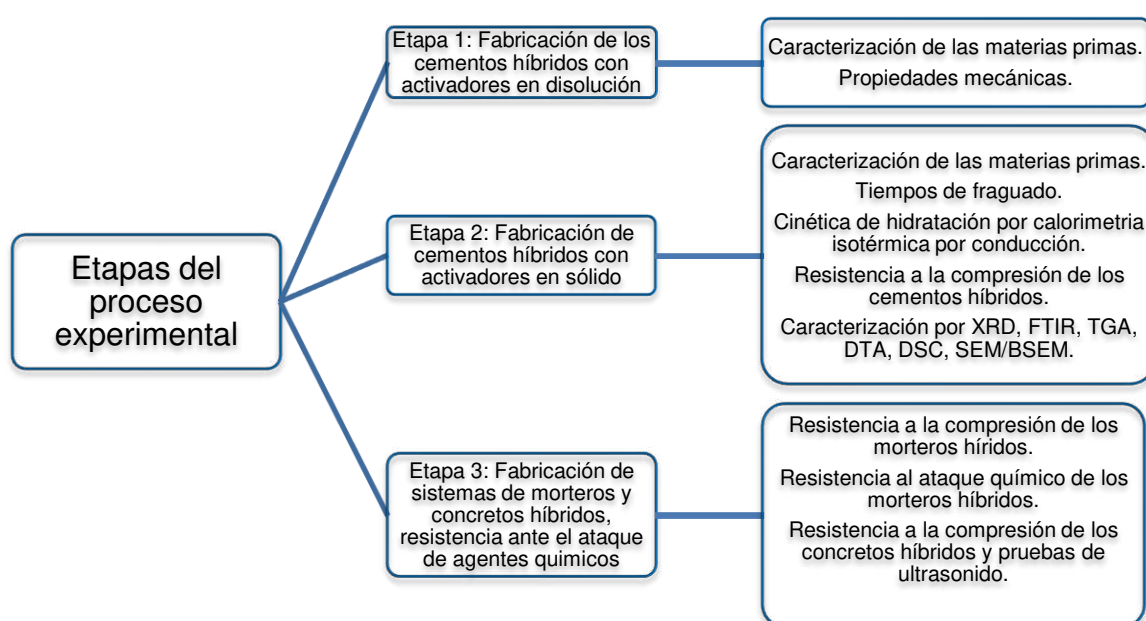 Etapas del
proceso
experimental
Etapa 1: Fabricación de los
cementos híbridos con
activadores en disolución
Caracterización de las materias primas.
Propiedades mecánicas.
Etapa 2: Fabricación de
cementos híbridos con
activadores en sólido
Caracterización de las materias primas.
Tiempos de fraguado.
Cinética de hidratación por calorimetria
isotérmica por conducción.
Resistencia a la compresión de los
cementos híbridos.
Caracterización por XRD, FTIR, TGA,
DTA, DSC, SEM/BSEM.
Etapa 3: Fabricación de
sistemas de morteros y
concretos híbridos,
resistencia ante el ataque
de agentes quimicos
Resistencia a la compresión de los
morteros híridos.
Resistencia al ataque químico de los
morteros híbridos.
Resistencia a la compresión de los
concretos híbridos y pruebas de
ultrasonido.